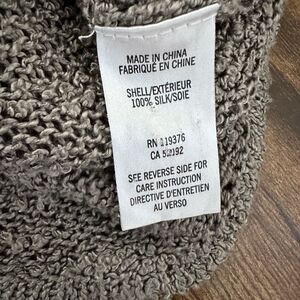 MADE IN CHINA
FABRIQUÉ EN CHINE
SHELL/EXTÉRIEUR
100% SILK/SOIE
RN 119376
CA 52092
SEE REVERSE SIDE FOR
CARE INSTRUCTION
DIRECTIVE D'ENTRETIEN
AU VERSO